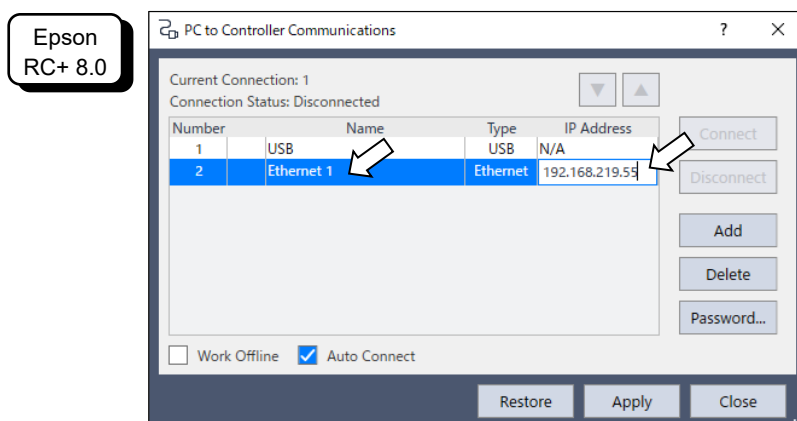 Epson
RC+ 8.0
PC to Controller Communications ? ×
Current Connection: 1
Connection Status: Disconnected
Number Name Type IP Address
1 USB USB N/A
2 Ethernet 1 Ethernet 192.168.219.55
Connect
Disconnect
Add
Delete
Password...
Work Offline Auto Connect
Restore Apply Close